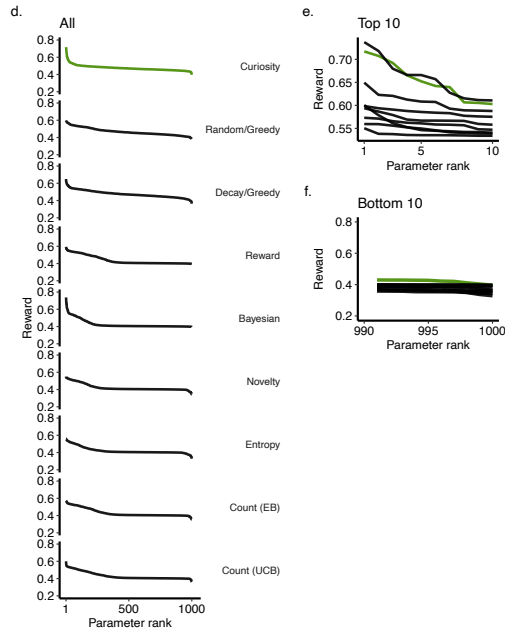 d.
All
0.8
0.6
0.4
0.2
Curiosity
0.8
0.6
0.4
0.2
Random/Greedy
0.8
0.6
0.4
0.2
Decay/Greedy
0.8
0.6
0.4
0.2
Reward
0.8
0.6
0.4
0.2
Bayesian
0.8
0.6
0.4
0.2
Novelty
0.8
0.6
0.4
0.2
Entropy
0.8
0.6
0.4
0.2
Count (EB)
0.8
0.6
0.4
0.2
Count (UCB)
Reward
1 500 1000
Parameter rank
e.
Top 10
Reward
0.70
0.65
0.60
0.55
1 5 10
Parameter rank
f.
Bottom 10
Reward
0.8
0.6
0.4
0.2
990 995 1000
Parameter rank